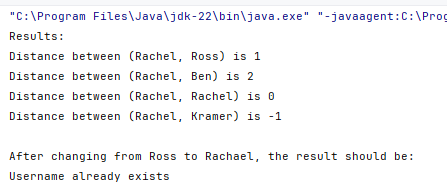 "C:\Program Files\Java\jdk-22\bin\java.exe" "-javaagent:C:\Prog
Results:
Distance between (Rachel, Ross) is 1
Distance between (Rachel, Ben) is 2
Distance between (Rachel, Rachel) is 0
Distance between (Rachel, Kramer) is -1
After changing from Ross to Rachael, the result should be:
Username already exists